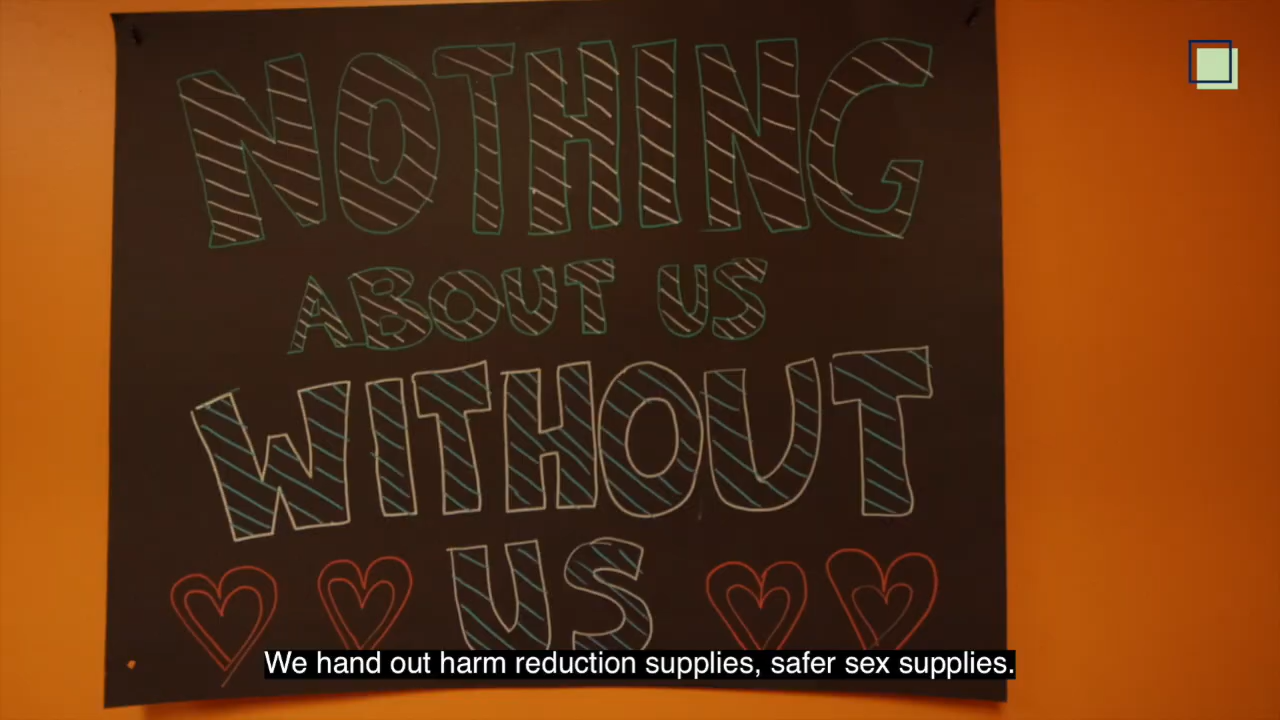 NOTHING
ABOUT US
WITHOUT
US
We hand out harm reduction supplies, safer sex supplies.